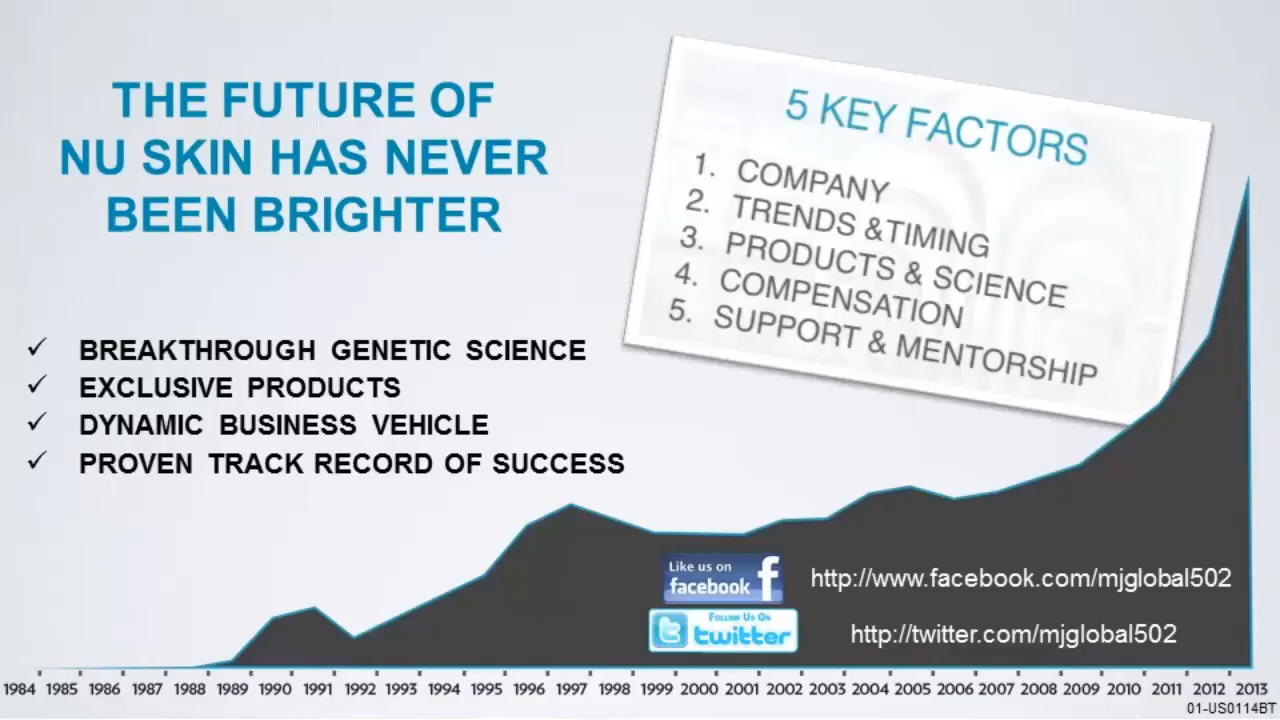 THE FUTURE OF
NU SKIN HAS NEVER
BEEN BRIGHTER
5 KEY FACTORS
1. COMPANY
2. TRENDS &TIMING
3. PRODUCTS & SCIENCE
4. COMPENSATION
5. SUPPORT & MENTORSHIP
✓ BREAKTHROUGH GENETIC SCIENCE
✓ EXCLUSIVE PRODUCTS
✓ DYNAMIC BUSINESS VEHICLE
✓ PROVEN TRACK RECORD OF SUCCESS
Like us on
facebook f
http://www.facebook.com/mjglobal502
FOLLOW US ON
twitter
http://twitter.com/mjglobal502
1984 1985 1986 1987 1988 1989 1990 1991 1992 1993 1994 1995 1996 1997 1998 1999 2000 2001 2002 2003 2004 2005 2006 2007 2008 2009 2010 2011 2012 2013
01-US0114BT